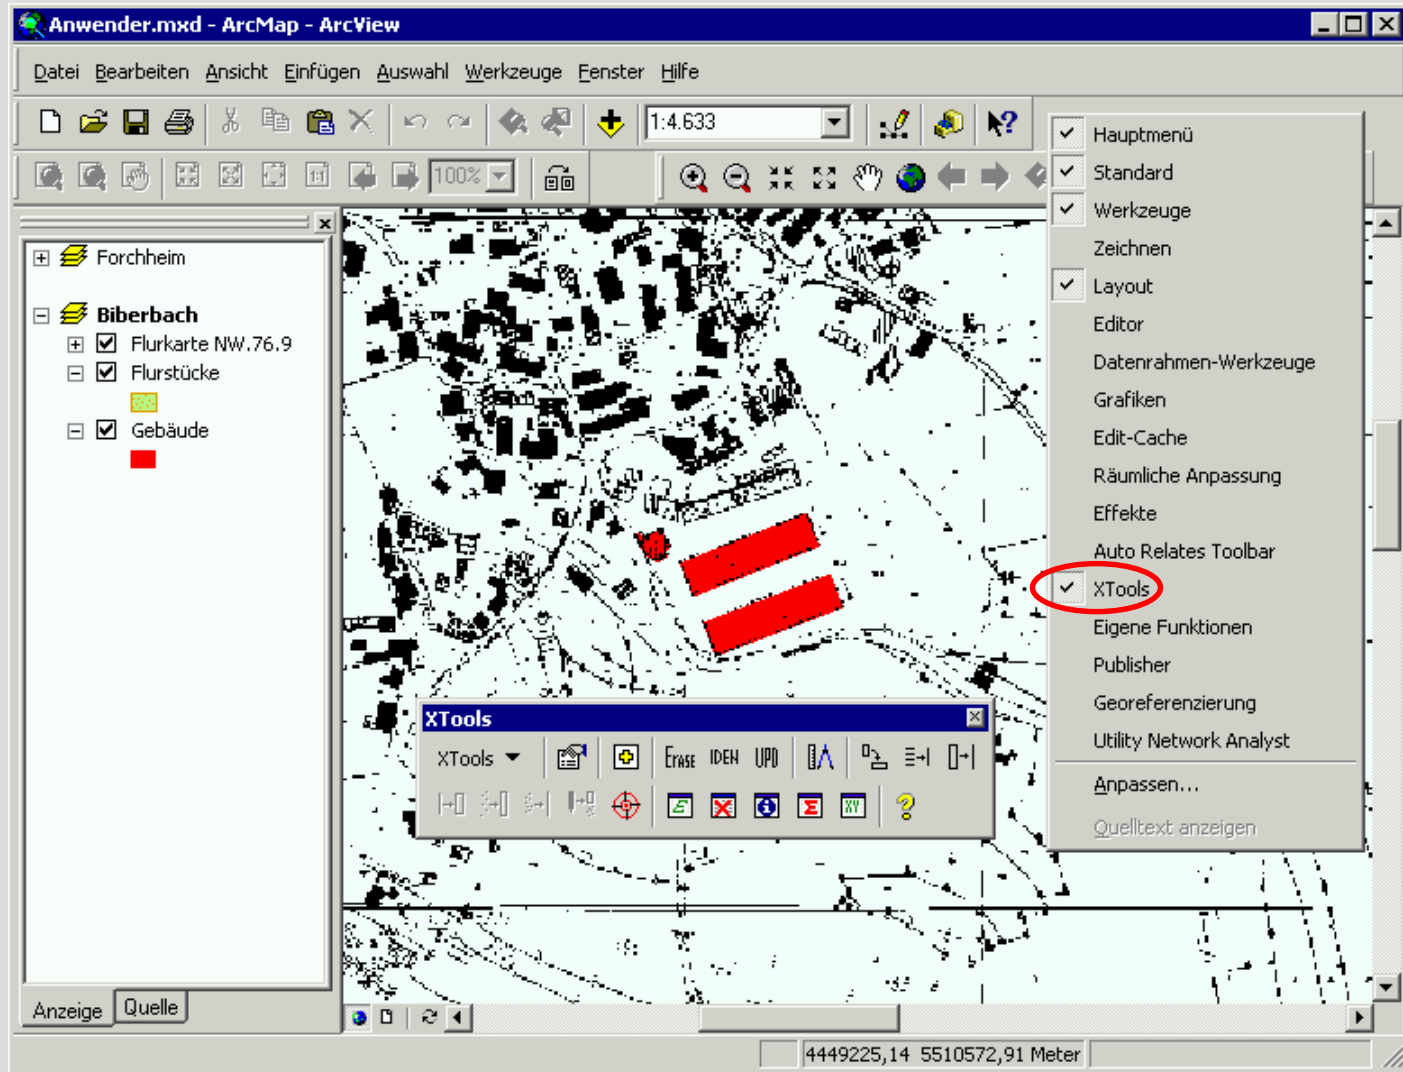 Anwender.mxd - ArcMap - ArcView
Datei Bearbeiten Ansicht Einfügen Auswahl Werkzeuge Fenster Hilfe
1:4.633
100%
1:1
Forchheim
Biberbach
Flurkarte NW.76.9
Flurstücke
Gebäude
Hauptmenü
Standard
Werkzeuge
Zeichnen
Layout
Editor
Datenrahmen-Werkzeuge
Grafiken
Edit-Cache
Räumliche Anpassung
Effekte
Auto Relates Toolbar
XTools
Eigene Funktionen
Publisher
Georeferenzierung
Utility Network Analyst
Anpassen...
Quelltext anzeigen
XTools
XTools
ERASE IDEN UPD
XY
Anzeige Quelle
4449225,14 5510572,91 Meter